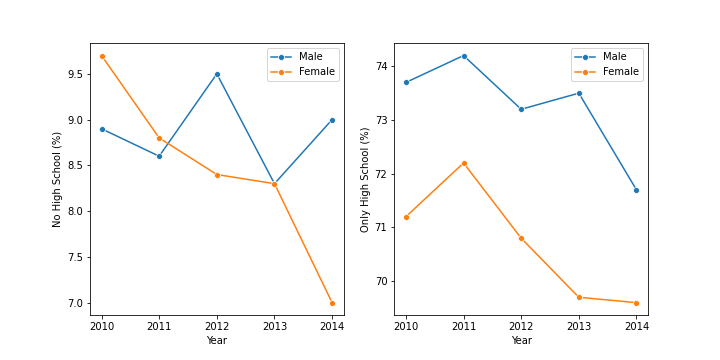 No High School (%)
9.5
9.0
8.5
8.0
7.5
7.0
2010 2011 2012 2013 2014
Year
Male
Female
Only High School (%)
74
73
72
71
70
2010 2011 2012 2013 2014
Year
Male
Female